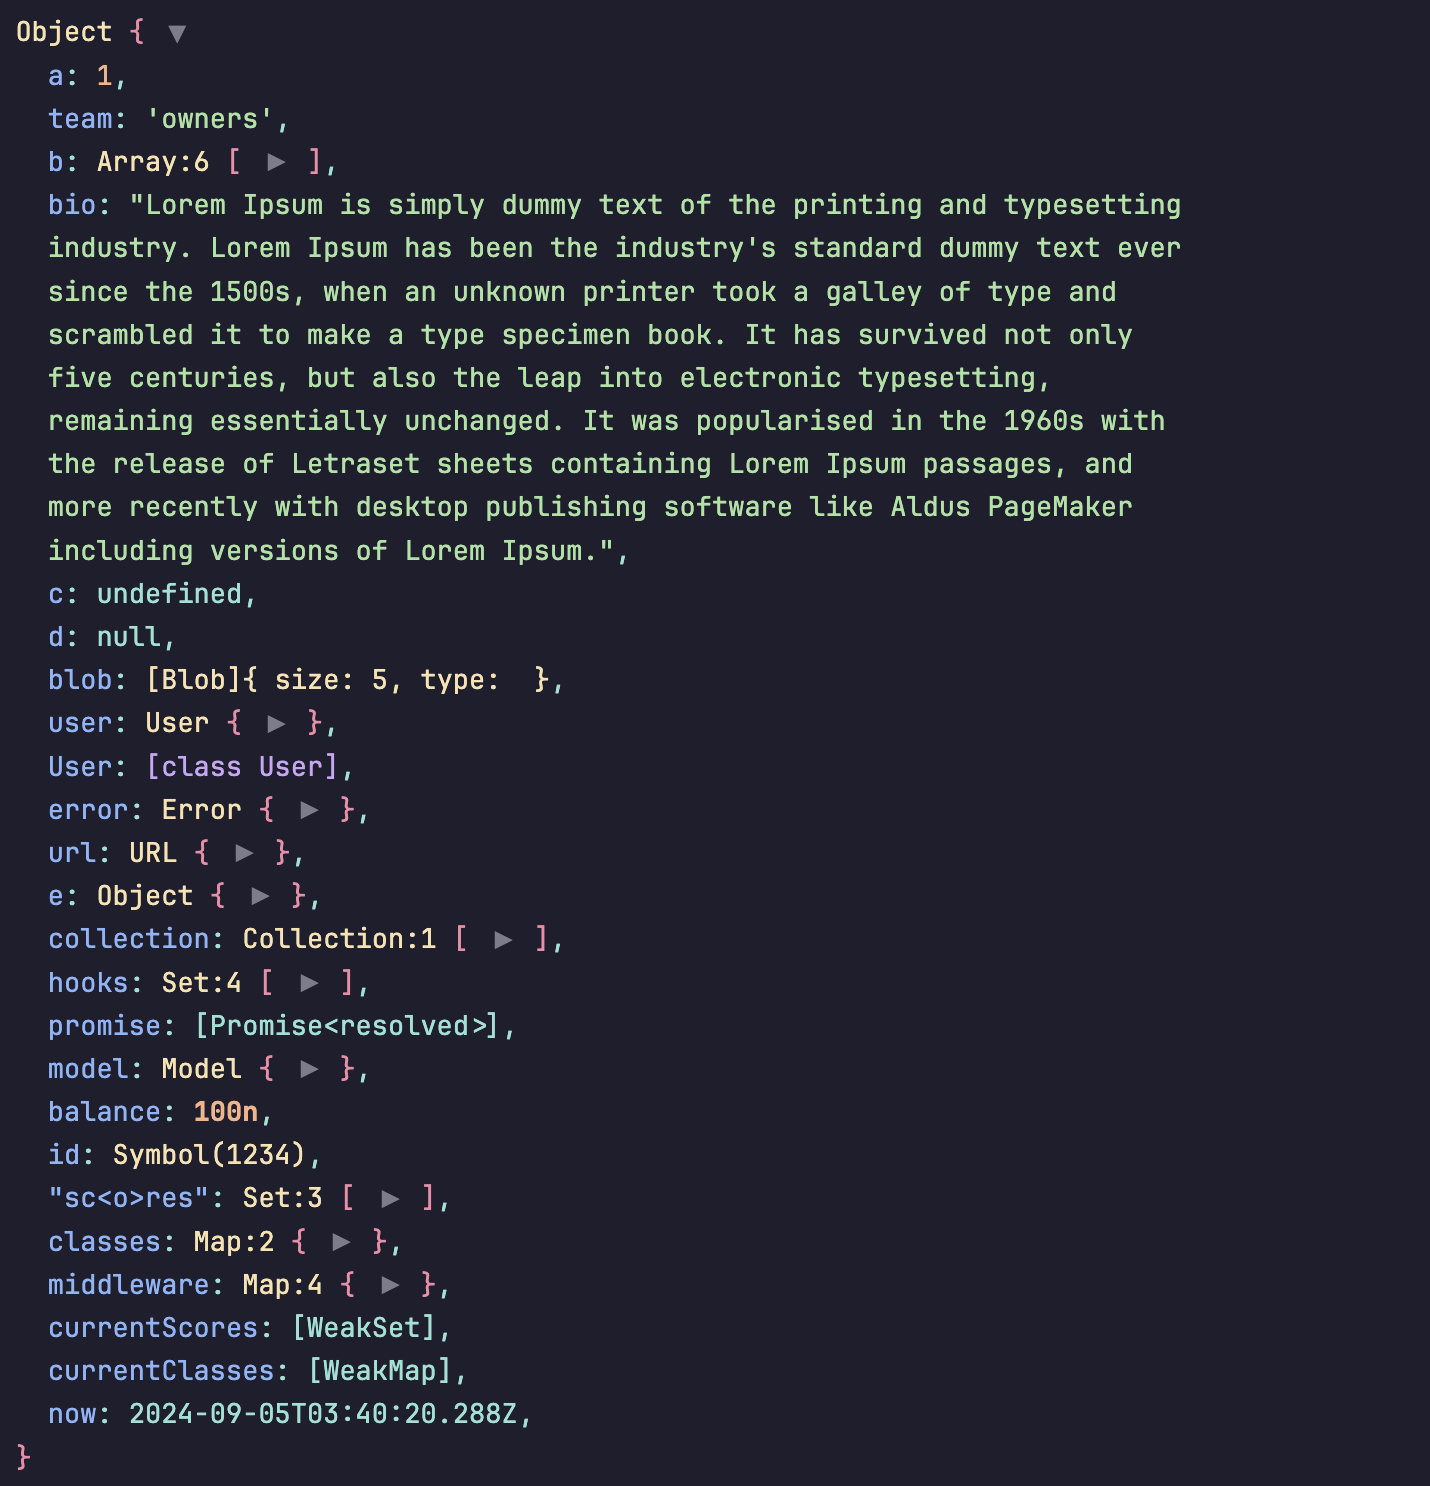 Object { ▼
a: 1,
team: 'owners',
b: Array:6 [ ▶ ],
bio: "Lorem Ipsum is simply dummy text of the printing and typesetting
industry. Lorem Ipsum has been the industry's standard dummy text ever
since the 1500s, when an unknown printer took a galley of type and
scrambled it to make a type specimen book. It has survived not only
five centuries, but also the leap into electronic typesetting,
remaining essentially unchanged. It was popularised in the 1960s with
the release of Letraset sheets containing Lorem Ipsum passages, and
more recently with desktop publishing software like Aldus PageMaker
including versions of Lorem Ipsum.",
c: undefined,
d: null,
blob: [Blob]{ size: 5, type:  },
user: User { ▶ },
User: [class User],
error: Error { ▶ },
url: URL { ▶ },
e: Object { ▶ },
collection: Collection:1 [ ▶ ],
hooks: Set:4 [ ▶ ],
promise: [Promise<resolved>],
model: Model { ▶ },
balance: 100n,
id: Symbol(1234),
"sc<o>res": Set:3 [ ▶ ],
classes: Map:2 { ▶ },
middleware: Map:4 { ▶ },
currentScores: [WeakSet],
currentClasses: [WeakMap],
now: 2024-09-05T03:40:20.288Z,
}